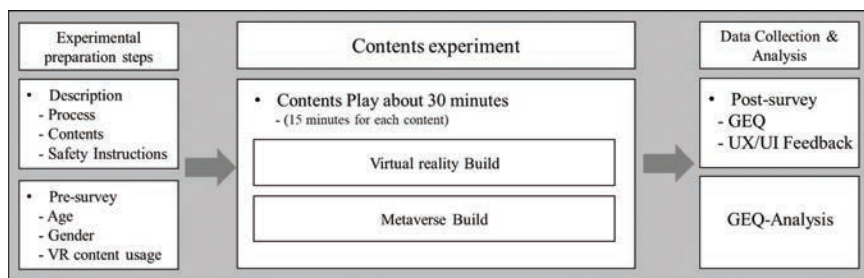 Experimental
preparation steps
• Description
- Process
- Contents
- Safety Instructions
• Pre-survey
- Age
- Gender
- VR content usage
Contents experiment
• Contents Play about 30 minutes
- (15 minutes for each content)
Virtual reality Build
Metaverse Build
Data Collection &
Analysis
• Post-survey
- GEQ
- UX/UI Feedback
GEQ-Analysis